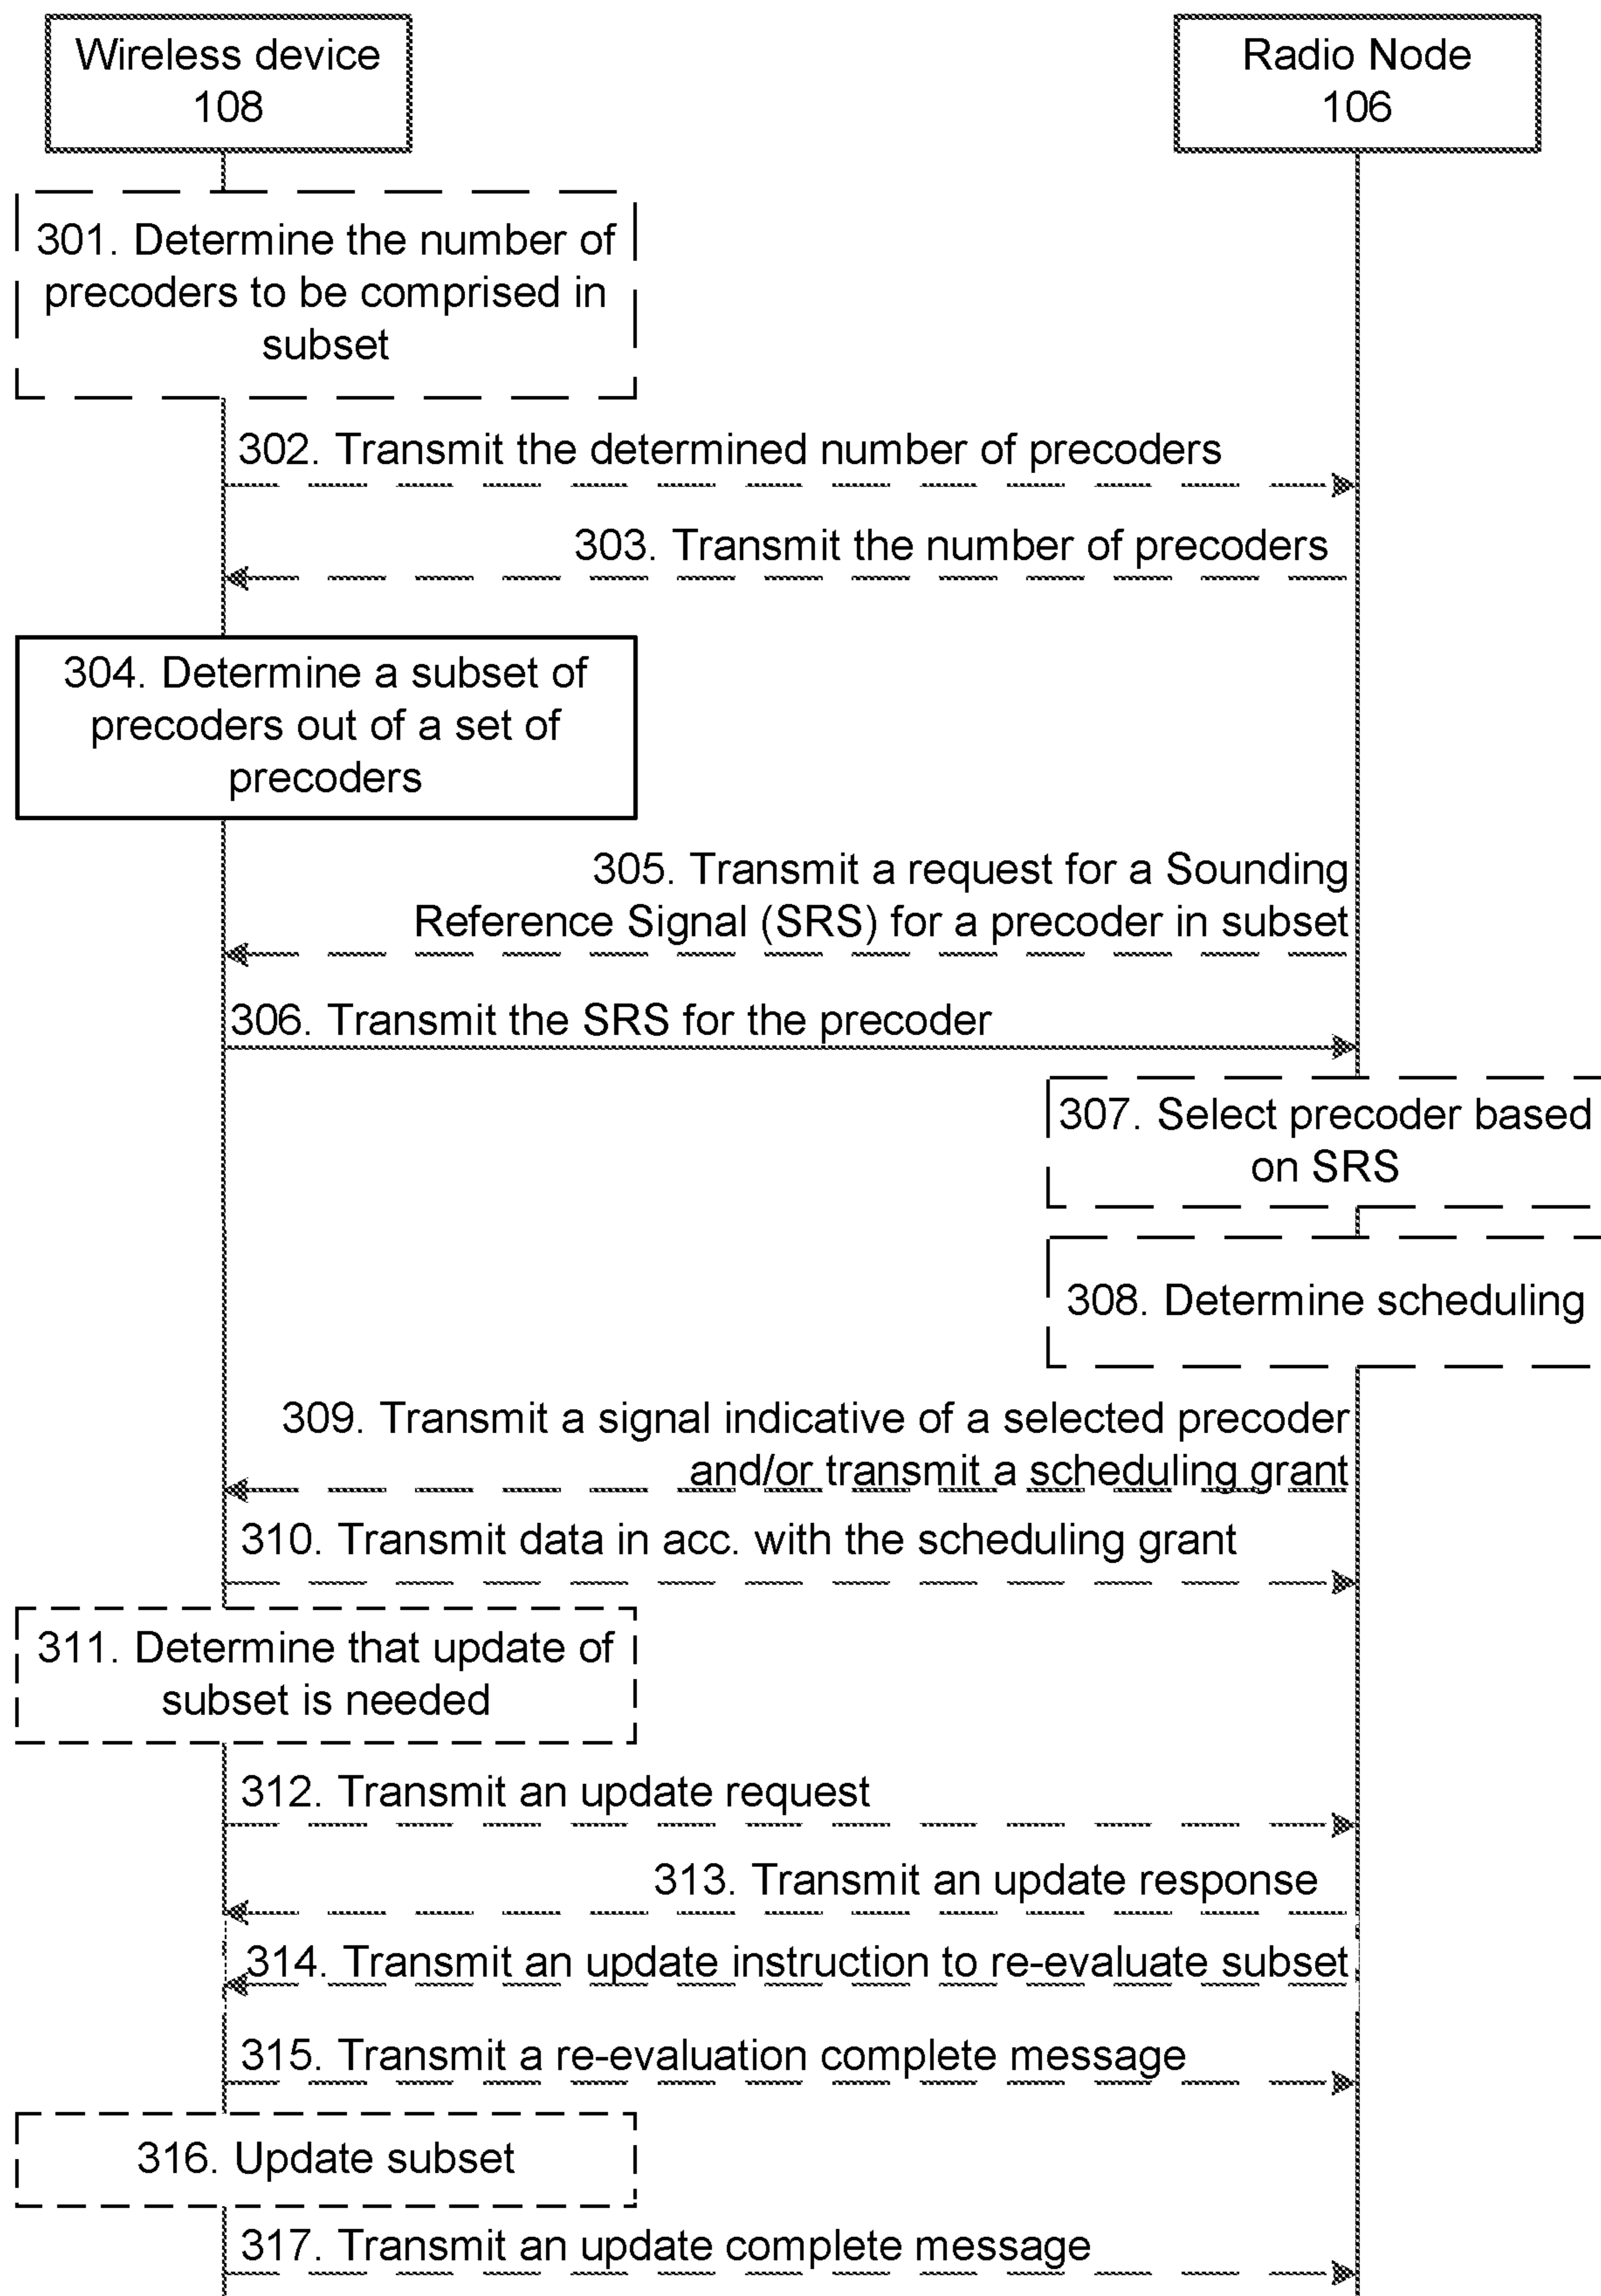 Wireless device
108
Radio Node
106
301. Determine the number of
precoders to be comprised in
subset
302. Transmit the determined number of precoders
303. Transmit the number of precoders
304. Determine a subset of
precoders out of a set of
precoders
305. Transmit a request for a Sounding
Reference Signal (SRS) for a precoder in subset
306. Transmit the SRS for the precoder
307. Select precoder based
on SRS
308. Determine scheduling
309. Transmit a signal indicative of a selected precoder
and/or transmit a scheduling grant
310. Transmit data in acc. with the scheduling grant
311. Determine that update of
subset is needed
312. Transmit an update request
313. Transmit an update response
314. Transmit an update instruction to re-evaluate subset
315. Transmit a re-evaluation complete message
316. Update subset
317. Transmit an update complete message